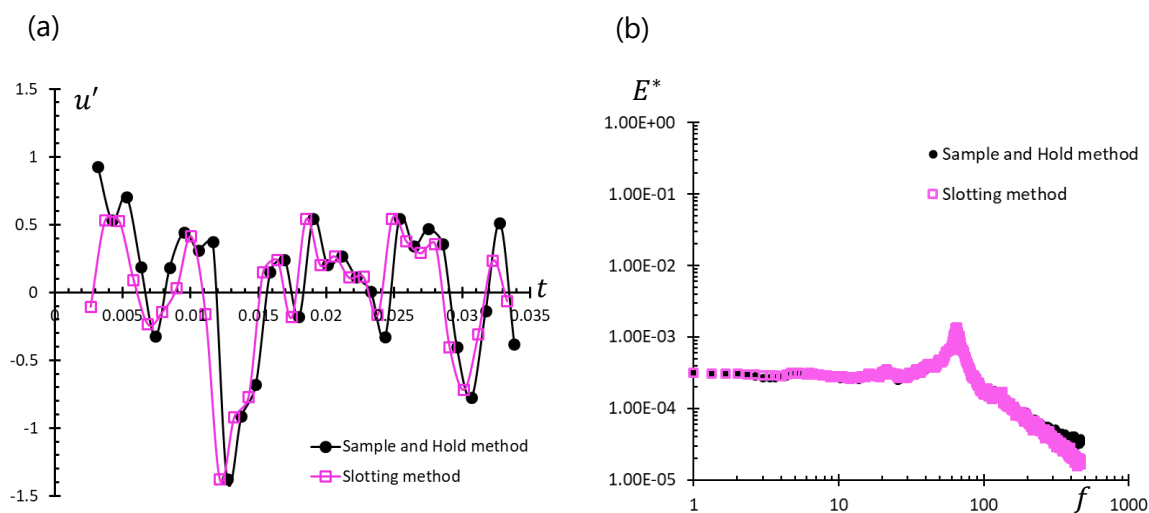 (a)
(b)
u′
1.5
1
0.5
0
-0.5
-1
-1.5
0
0.005
0.01
0.015
0.02
0.025
0.03
0.035
t
Sample and Hold method
Slotting method
E*
1.00E+00
1.00E-01
1.00E-02
1.00E-03
1.00E-04
1.00E-05
1
10
100
1000
f
Sample and Hold method
Slotting method